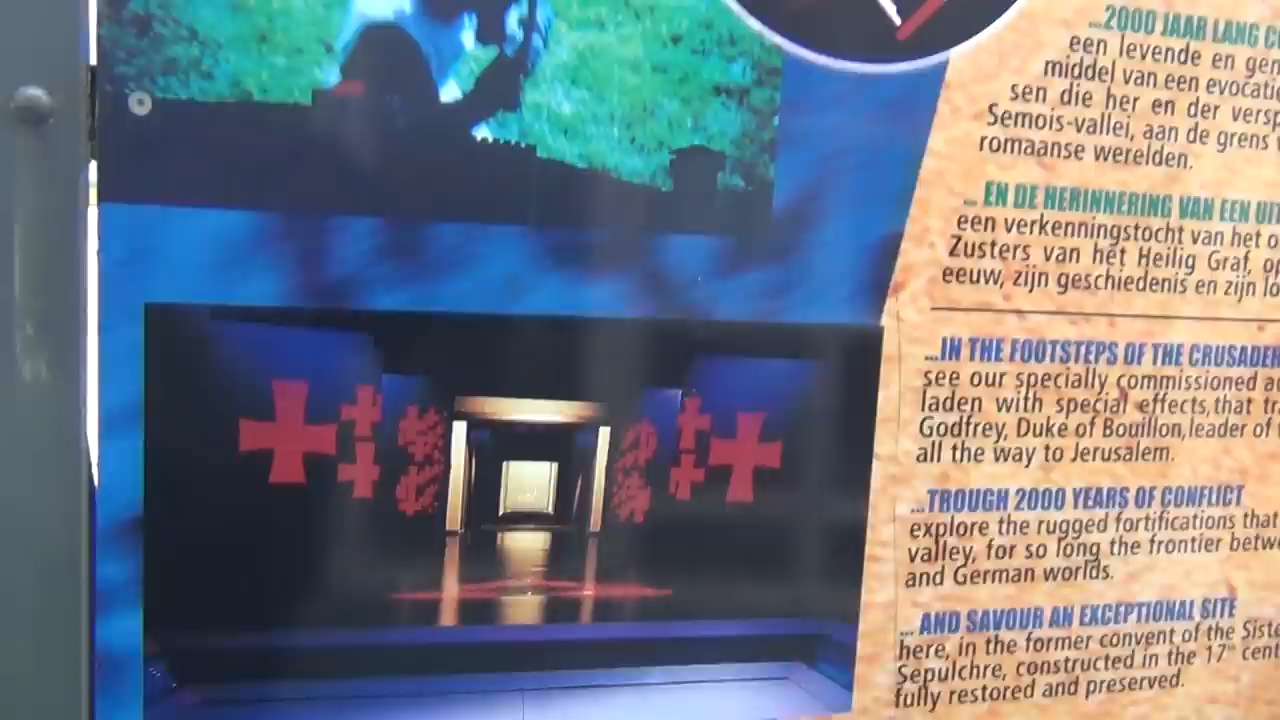 ...2000 JAAR LANG
een levende en
middel van een
sen die her en der
Semois-vallei, aan de grens
romaanse werelden.
... EN DE HERINNERING VAN EEN
een verkenningstocht van het
Zusters van het Heilig Graf,
eeuw, zijn geschiedenis en zijn
...IN THE FOOTSTEPS OF THE
see our specially commissioned
laden with special effects, that
Godfrey, Duke of Bouillon, leader of
all the way to Jerusalem.
...TROUGH 2000 YEARS OF CONFLICT
explore the rugged fortifications that
valley, for so long the frontier
and German worlds.
... AND SAVOUR AN EXCEPTIONAL SITE
here, in the former convent of the
Sepulchre, constructed in the 17th
fully restored and preserved.